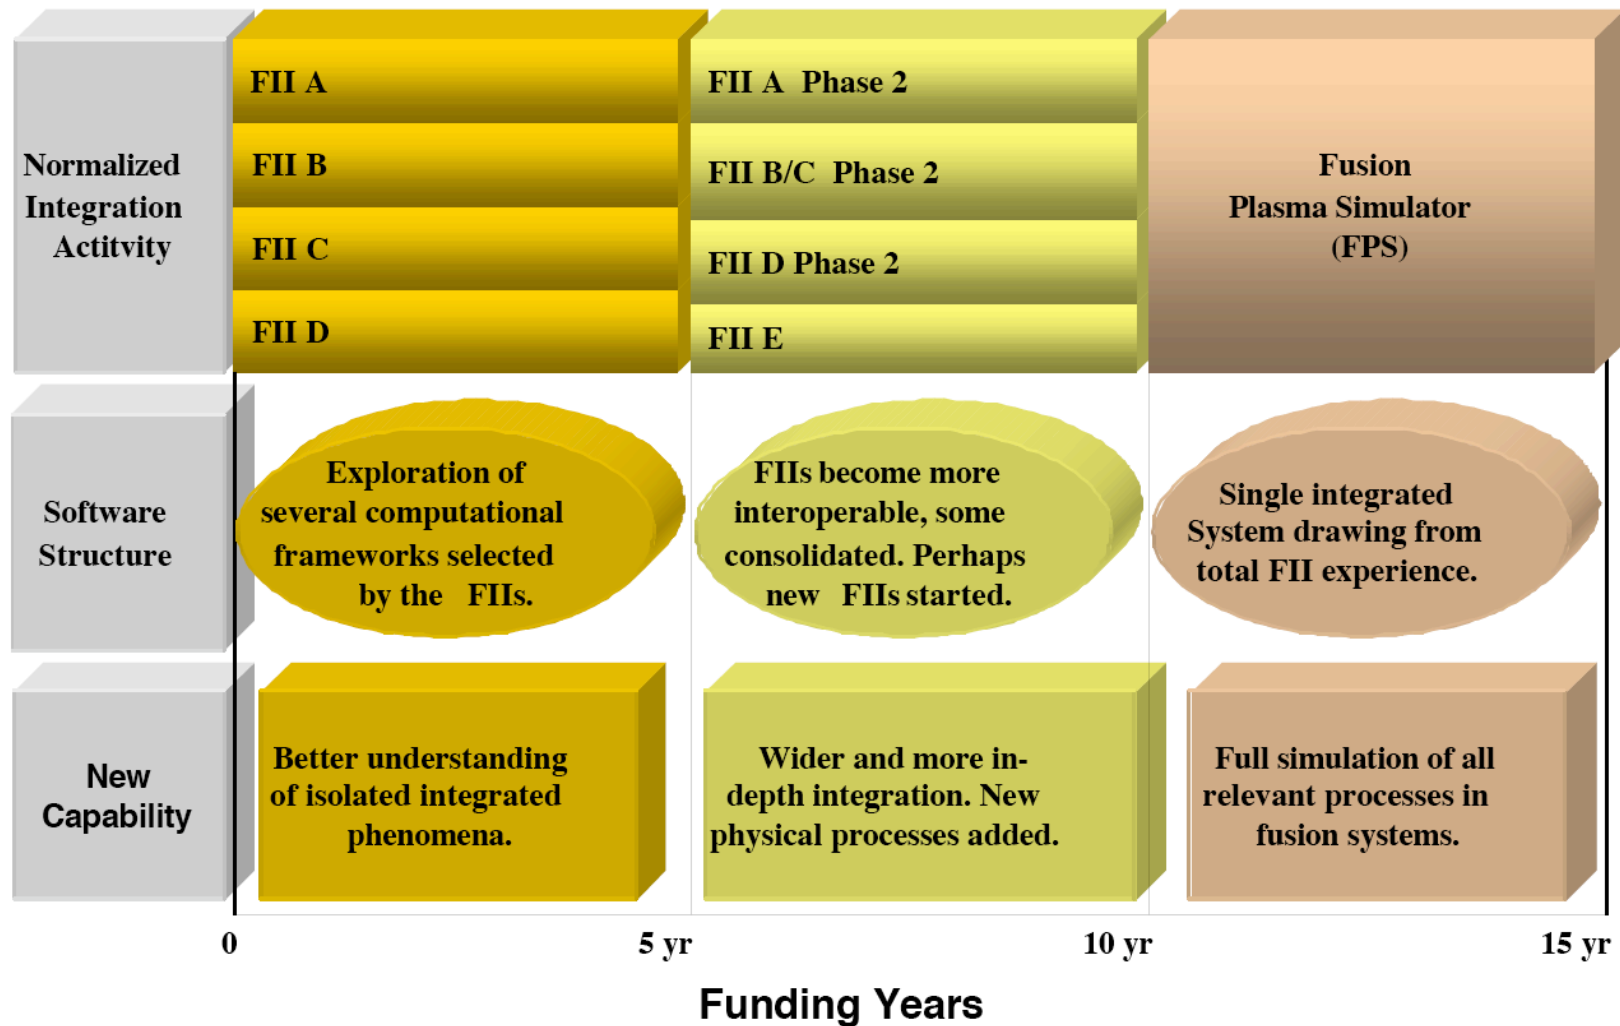 Normalized
Integration
Actitvity
FII A
FII B
FII C
FII D
FII A Phase 2
FII B/C Phase 2
FII D Phase 2
FII E
Fusion
Plasma Simulator
(FPS)
Software
Structure
Exploration of
several computational
frameworks selected
by the FIIs.
FIIs become more
interoperable, some
consolidated. Perhaps
new FIIs started.
Single integrated
System drawing from
total FII experience.
New
Capability
Better understanding
of isolated integrated
phenomena.
Wider and more in-
depth integration. New
physical processes added.
Full simulation of all
relevant processes in
fusion systems.
0
5 yr
10 yr
15 yr
Funding Years